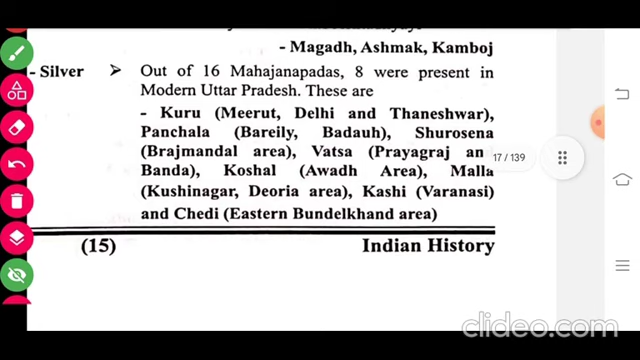 - Magadh, Ashmak, Kamboj
- Silver ➤ Out of 16 Mahajanapadas, 8 were present in
Modern Uttar Pradesh. These are
- Kuru (Meerut, Delhi and Thaneshwar),
Panchala (Bareily, Badauh), Shurosena
(Brajmandal area), Vatsa (Prayagraj an
Banda), Koshal (Awadh Area), Malla
(Kushinagar, Deoria area), Kashi (Varanasi)
and Chedi (Eastern Bundelkhand area)
17 / 139
(15) Indian History
Recorded with
clideo.com